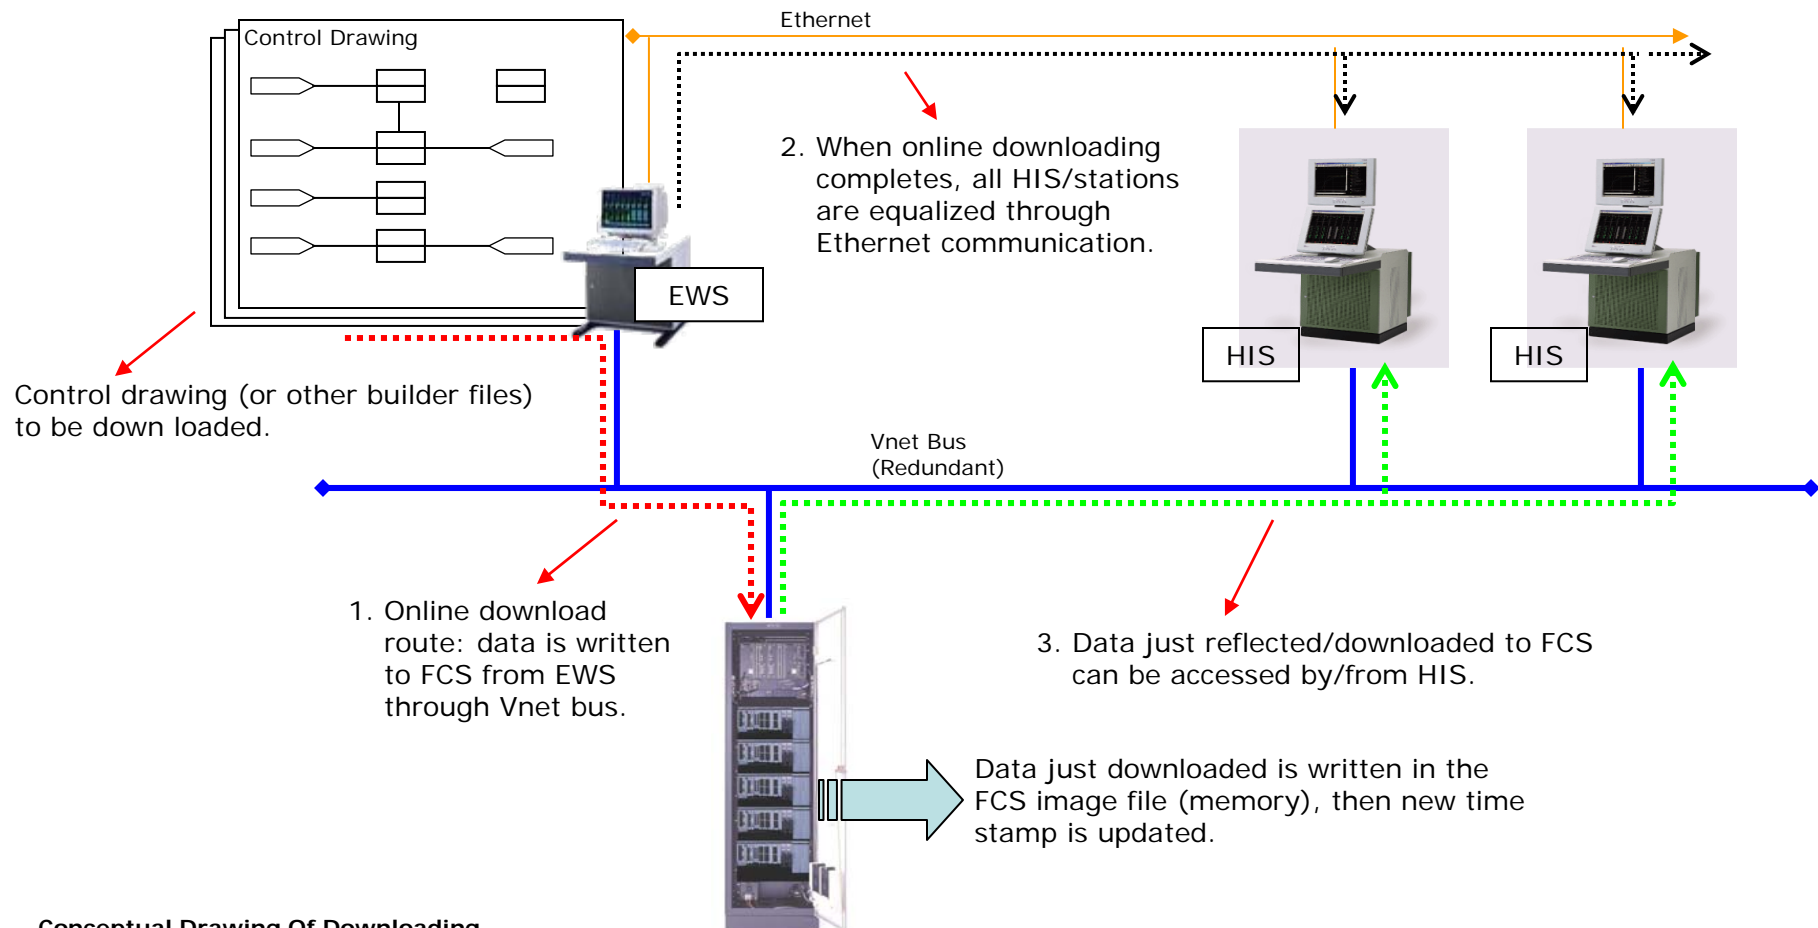 Ethernet
Control Drawing
2. When online downloading
completes, all HIS/stations
are equalized through
Ethernet communication.
EWS
HIS
HIS
Control drawing (or other builder files)
to be down loaded.
Vnet Bus
(Redundant)
1. Online download
route: data is written
to FCS from EWS
through Vnet bus.
3. Data just reflected/downloaded to FCS
can be accessed by/from HIS.
Data just downloaded is written in the
FCS image file (memory), then new time
stamp is updated.
Conceptual Drawing Of Downloading